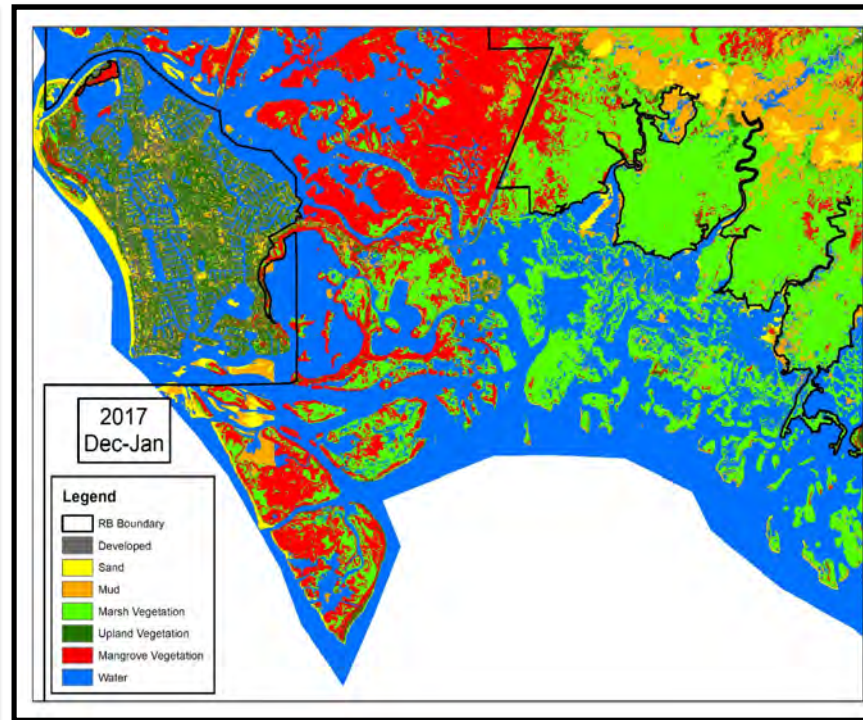 2017
Dec-Jan
Legend
RB Boundary
Developed
Sand
Mud
Marsh Vegetation
Upland Vegetation
Mangrove Vegetation
Water